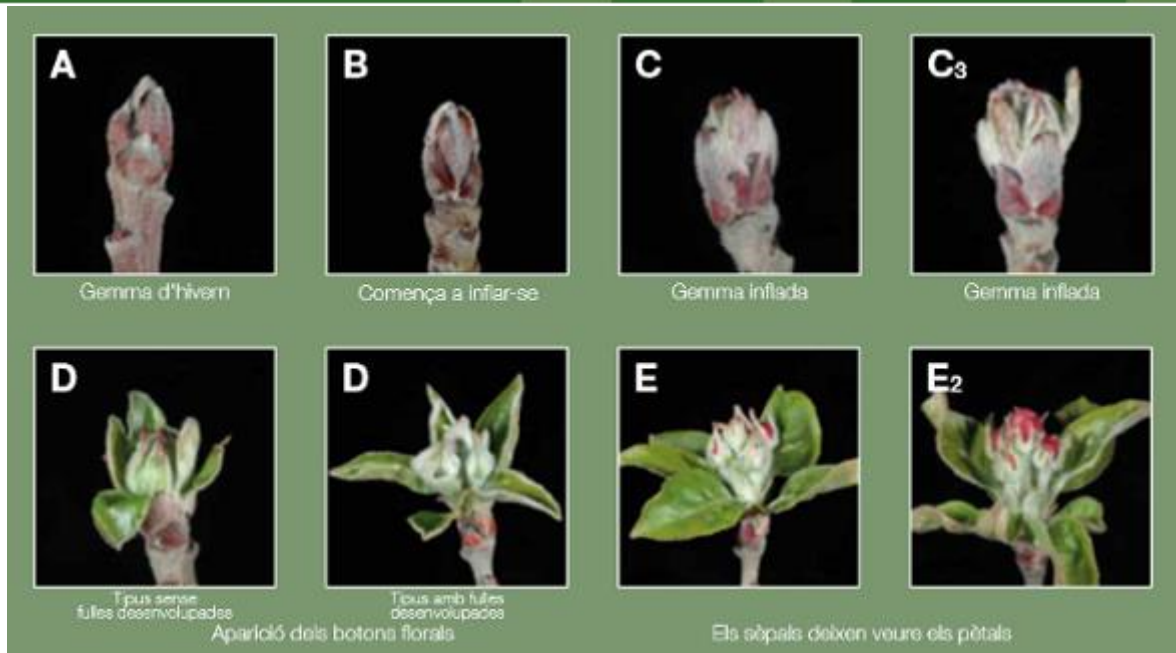 A
B
C
C₃
Gemma d'hivern
Comença a inflar-se
Gemma inflada
Gemma inflada
D
D
E
E₂
Tipus sense
fulles desenvolupades
Tipus amb fulles
desenvolupades
Aparició dels botons florals
Els sèpals deixen veure els pètals